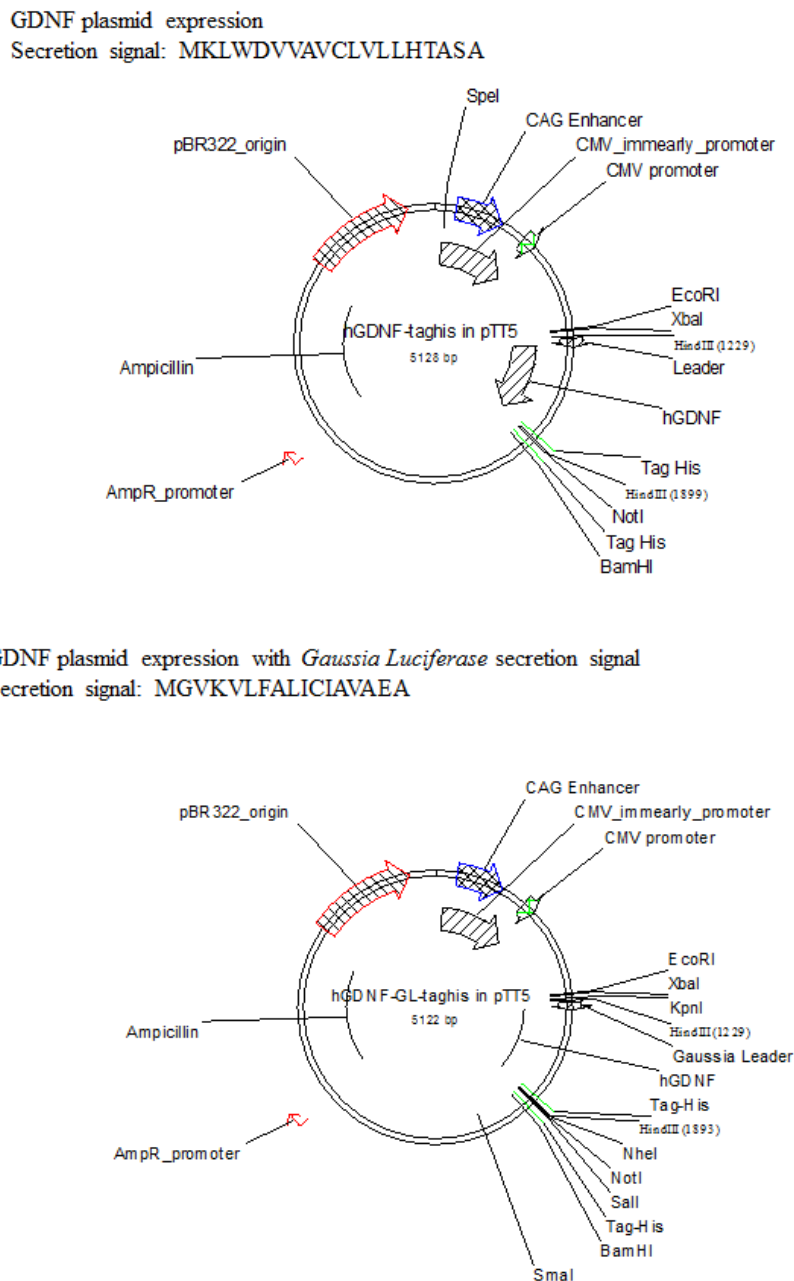 GDNF plasmid expression
Secretion signal: MKLWDVVAVCLVLLHTASA
SpeI
CAG Enhancer
pBR322_origin
CMV_immearly_promoter
CMV promoter
EcoRI
XbaI
hGDNF-taghis in pTT5
HindIII (1229)
5128 bp
Ampicillin
Leader
hGDNF
Tag His
AmpR_promoter
HindIII (1899)
NotI
Tag His
BamHI
GDNF plasmid expression with Gaussia Luciferase secretion signal
ecretion signal: MGVKVLFALICIAVAEA
CAG Enhancer
pBR322_origin
CMV_immearly_promoter
CMV promoter
EcoRI
XbaI
hGDNF-GL-taghis in pTT5
KpnI
5122 bp
HindIII (1229)
Ampicillin
Gaussia Leader
hGDNF
Tag-His
HindIII (1893)
AmpR_promoter
NheI
NotI
SalI
Tag-His
BamHI
SmaI